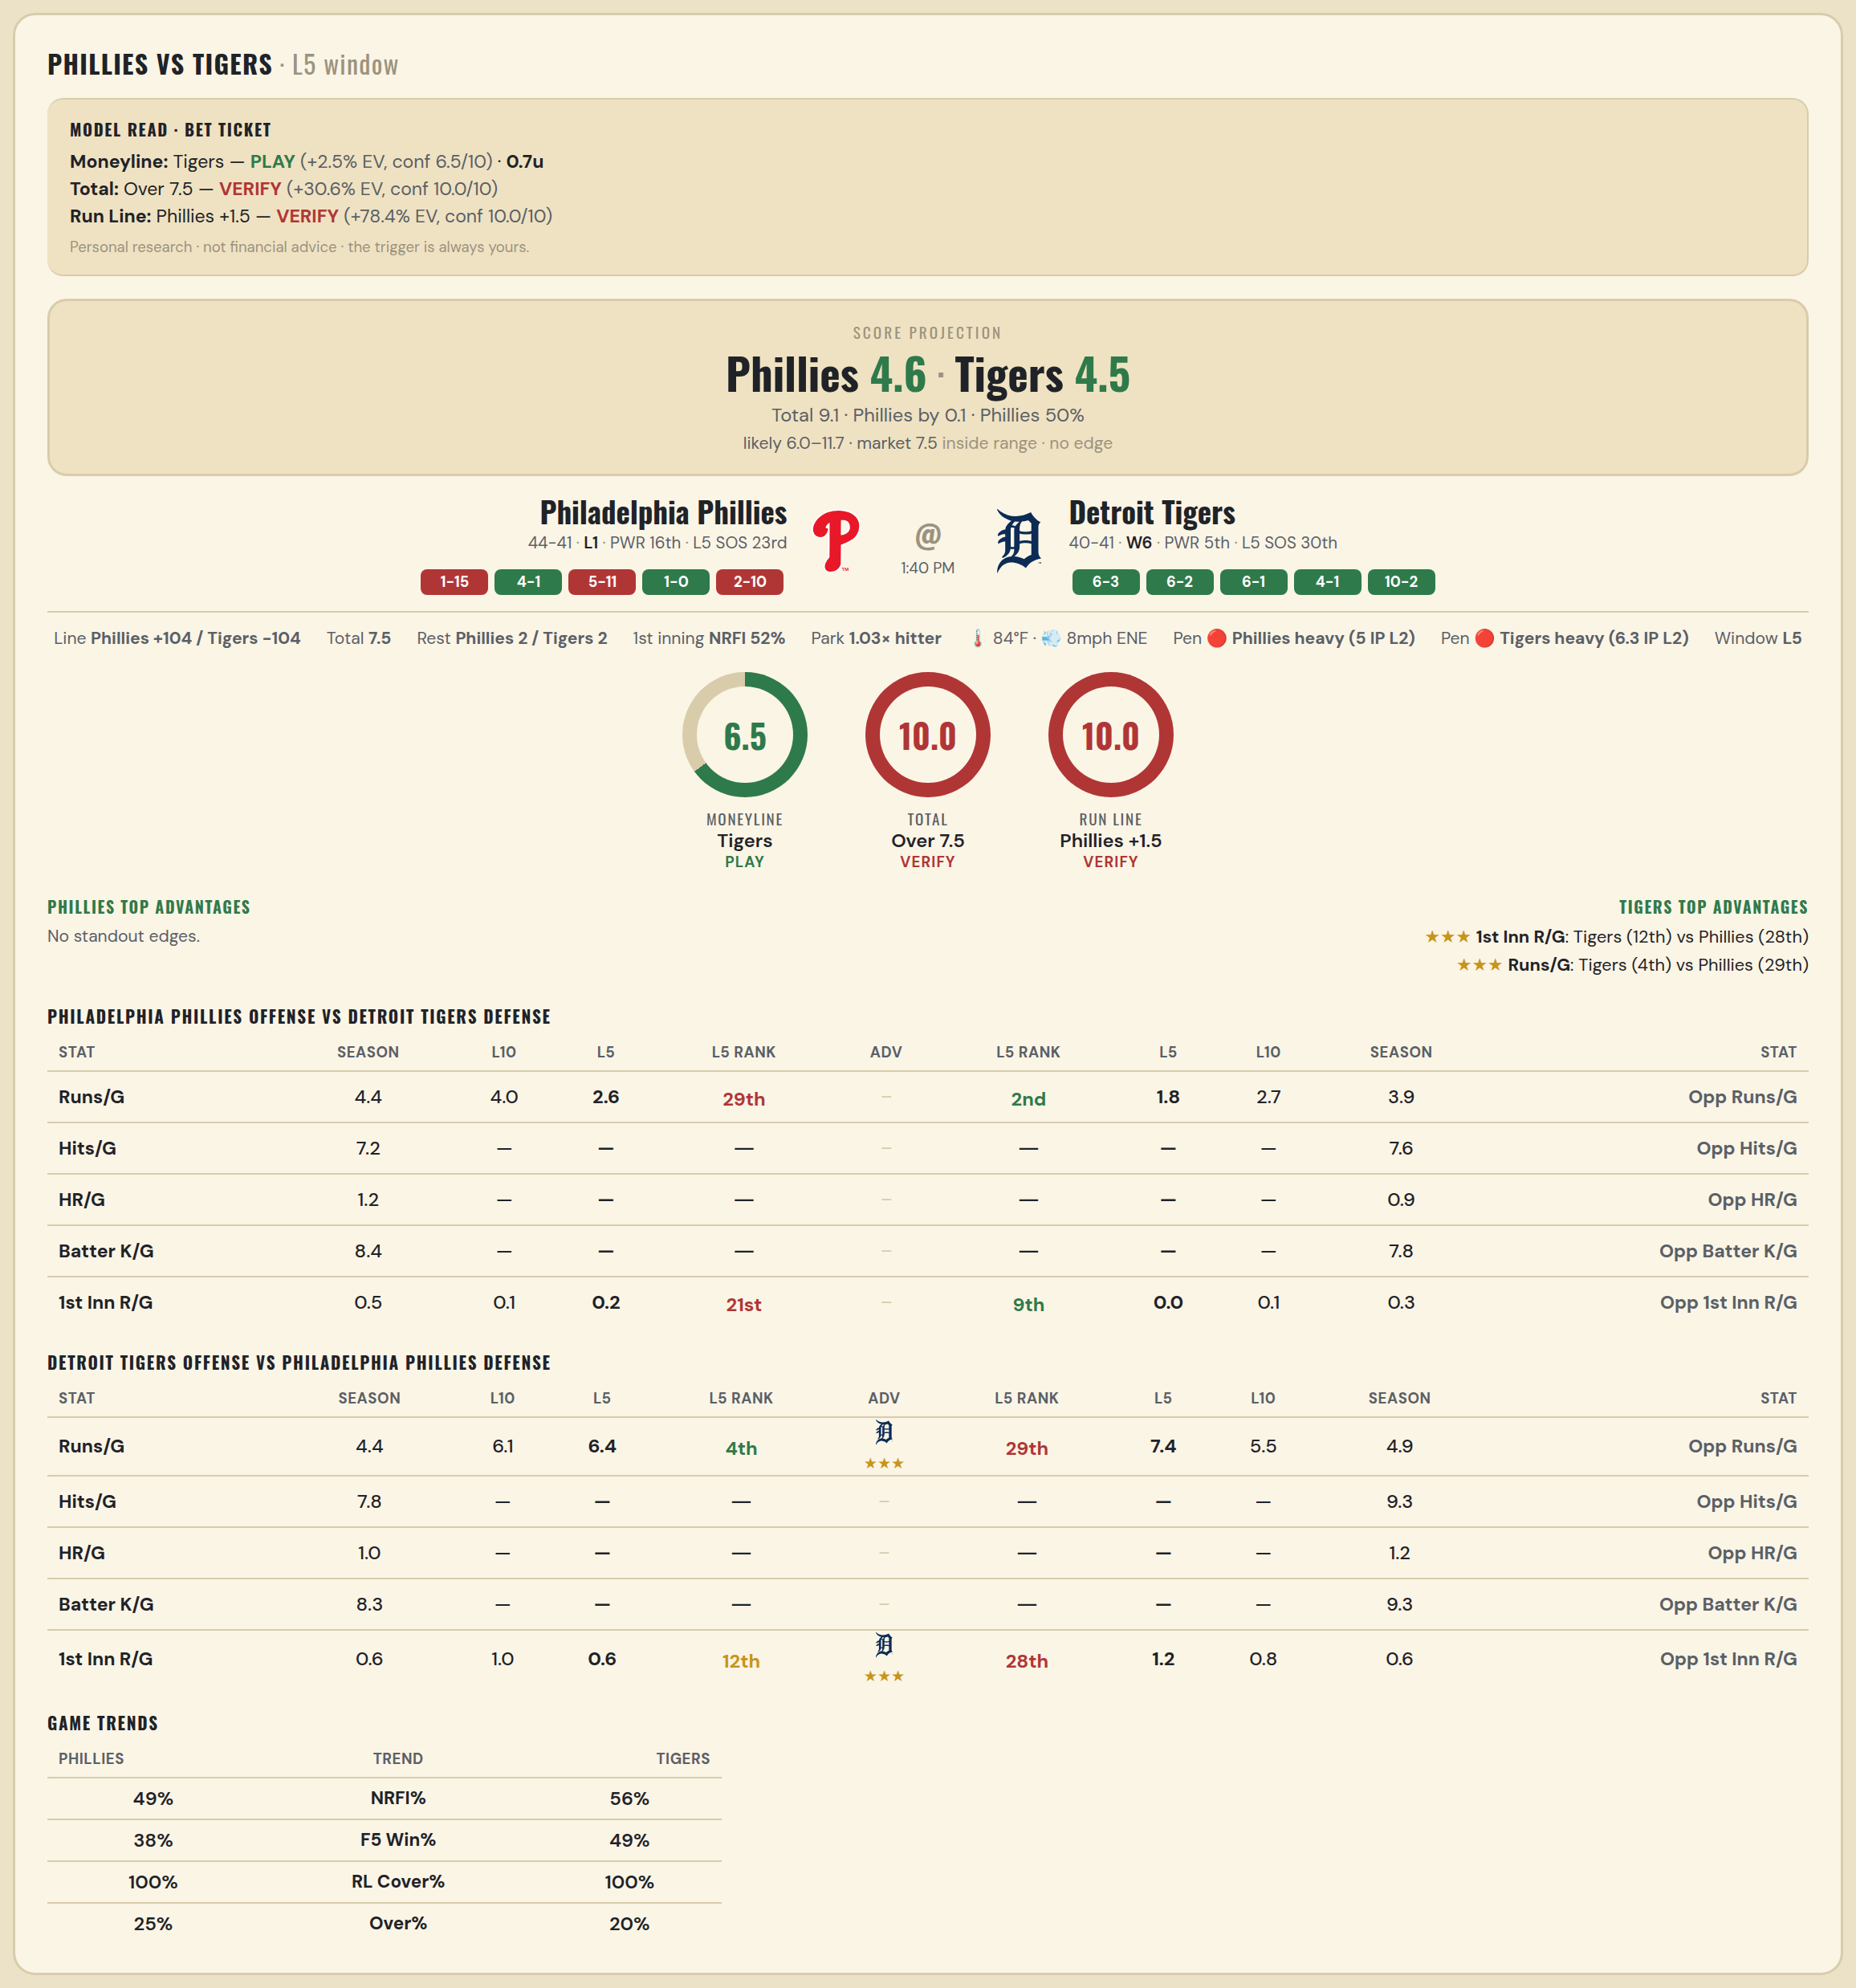 PHILLIES VS TIGERS · L5 window
MODEL READ · BET TICKET
Moneyline: Tigers — PLAY (+2.5% EV, conf 6.5/10) · 0.7u
Total: Over 7.5 — VERIFY (+30.6% EV, conf 10.0/10)
Run Line: Phillies +1.5 — VERIFY (+78.4% EV, conf 10.0/10)
Personal research · not financial advice · the trigger is always yours.
SCORE PROJECTION
Phillies 4.6 · Tigers 4.5
Total 9.1 · Phillies by 0.1 · Phillies 50%
likely 6.0–11.7 · market 7.5 inside range · no edge
Philadelphia Phillies
44-41 · L1 · PWR 16th · L5 SOS 23rd
1-15 4-1 5-11 1-0 2-10
P
™
@
1:40 PM
D
Detroit Tigers
40-41 · W6 · PWR 5th · L5 SOS 30th
6-3 6-2 6-1 4-1 10-2
Line Phillies +104 / Tigers -104 Total 7.5 Rest Phillies 2 / Tigers 2 1st inning NRFI 52% Park 1.03× hitter 🌡️ 84°F · 💨 8mph ENE Pen 🔴 Phillies heavy (5 IP L2) Pen 🔴 Tigers heavy (6.3 IP L2) Window L5
6.5 10.0 10.0
MONEYLINE TOTAL RUN LINE
Tigers Over 7.5 Phillies +1.5
PLAY VERIFY VERIFY
PHILLIES TOP ADVANTAGES
No standout edges.
TIGERS TOP ADVANTAGES
★★★ 1st Inn R/G: Tigers (12th) vs Phillies (28th)
★★★ Runs/G: Tigers (4th) vs Phillies (29th)
PHILADELPHIA PHILLIES OFFENSE VS DETROIT TIGERS DEFENSE
STAT SEASON L10 L5 L5 RANK ADV L5 RANK L5 L10 SEASON STAT
Runs/G 4.4 4.0 2.6 29th — 2nd 1.8 2.7 3.9 Opp Runs/G
Hits/G 7.2 — — — — — — — 7.6 Opp Hits/G
HR/G 1.2 — — — — — — — 0.9 Opp HR/G
Batter K/G 8.4 — — — — — — — 7.8 Opp Batter K/G
1st Inn R/G 0.5 0.1 0.2 21st — 9th 0.0 0.1 0.3 Opp 1st Inn R/G
DETROIT TIGERS OFFENSE VS PHILADELPHIA PHILLIES DEFENSE
STAT SEASON L10 L5 L5 RANK ADV L5 RANK L5 L10 SEASON STAT
Runs/G 4.4 6.1 6.4 4th D ★★★ 29th 7.4 5.5 4.9 Opp Runs/G
Hits/G 7.8 — — — — — — — 9.3 Opp Hits/G
HR/G 1.0 — — — — — — — 1.2 Opp HR/G
Batter K/G 8.3 — — — — — — — 9.3 Opp Batter K/G
1st Inn R/G 0.6 1.0 0.6 12th D ★★★ 28th 1.2 0.8 0.6 Opp 1st Inn R/G
GAME TRENDS
PHILLIES TREND TIGERS
49% NRFI% 56%
38% F5 Win% 49%
100% RL Cover% 100%
25% Over% 20%